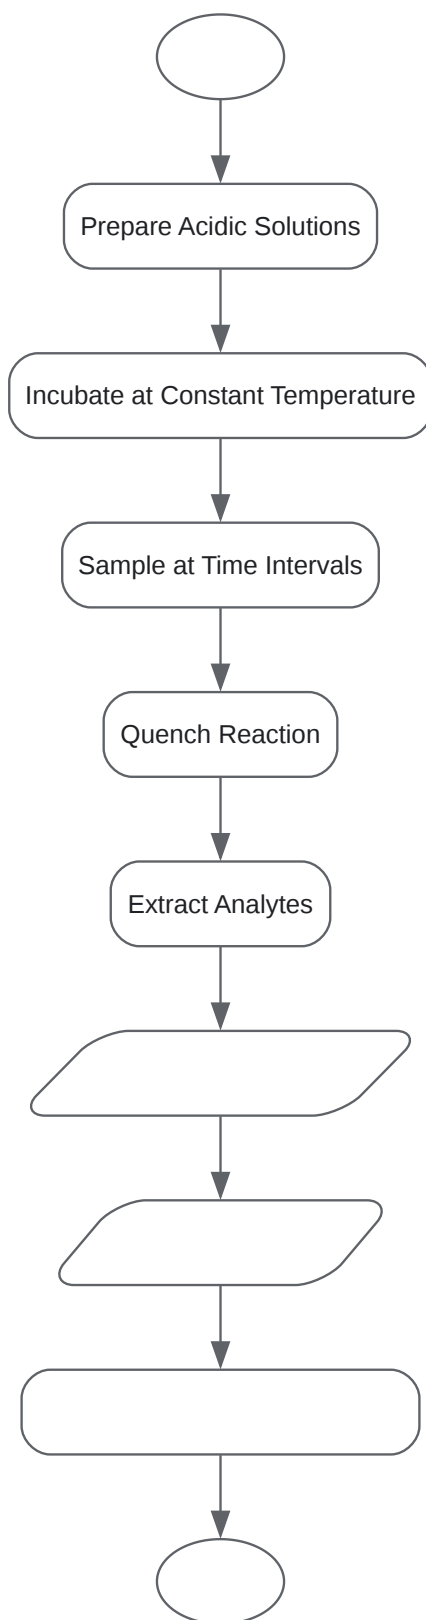 Prepare Acidic Solutions
Incubate at Constant Temperature
Sample at Time Intervals
Quench Reaction
Extract Analytes